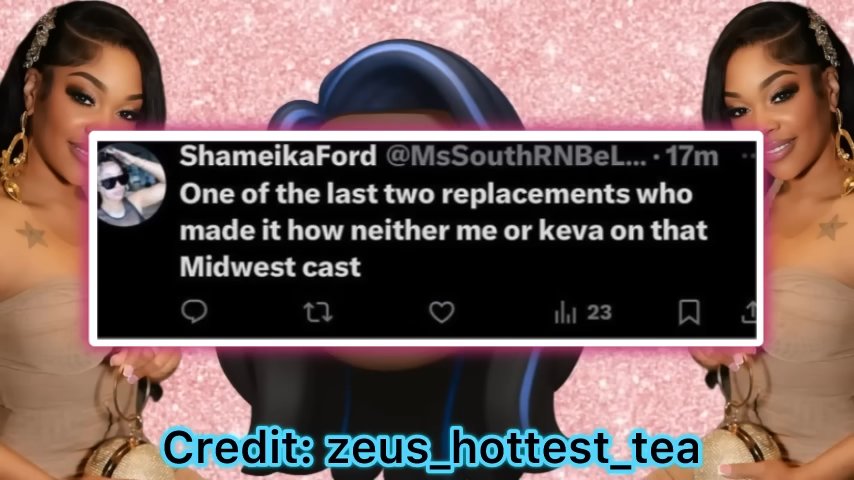 ShameikaFord @MsSouthRNBeL... · 17m
One of the last two replacements who
made it how neither me or keva on that
Midwest cast
23
Credit: zeus_hottest_tea